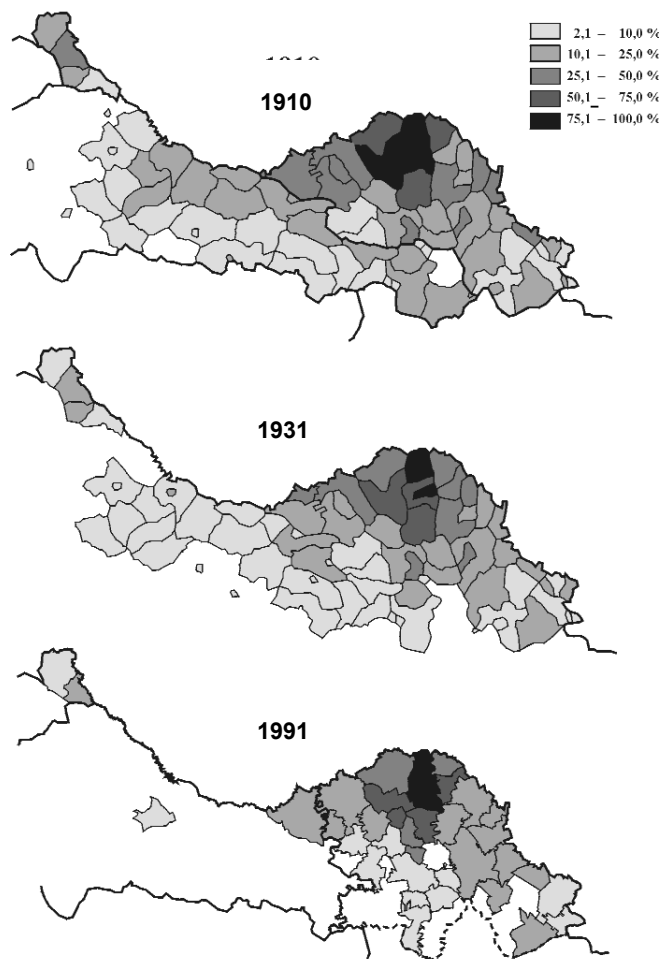 2,1 – 10,0 %
10,1 – 25,0 %
25,1 – 50,0 %
50,1 – 75,0 %
75,1 – 100,0 %
1910
1931
1991